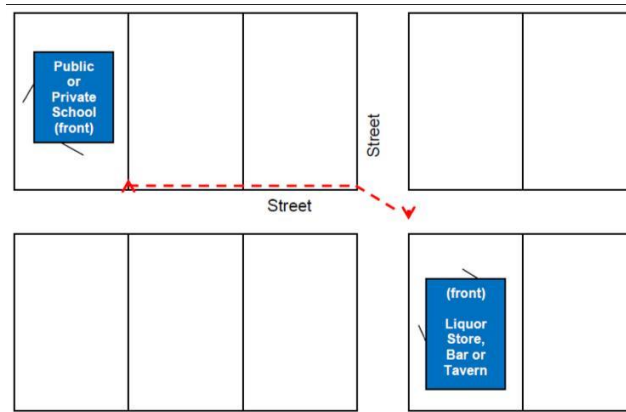 Public
or
Private
School
(front)
Street
Street
(front)
Liquor
Store,
Bar or
Tavern